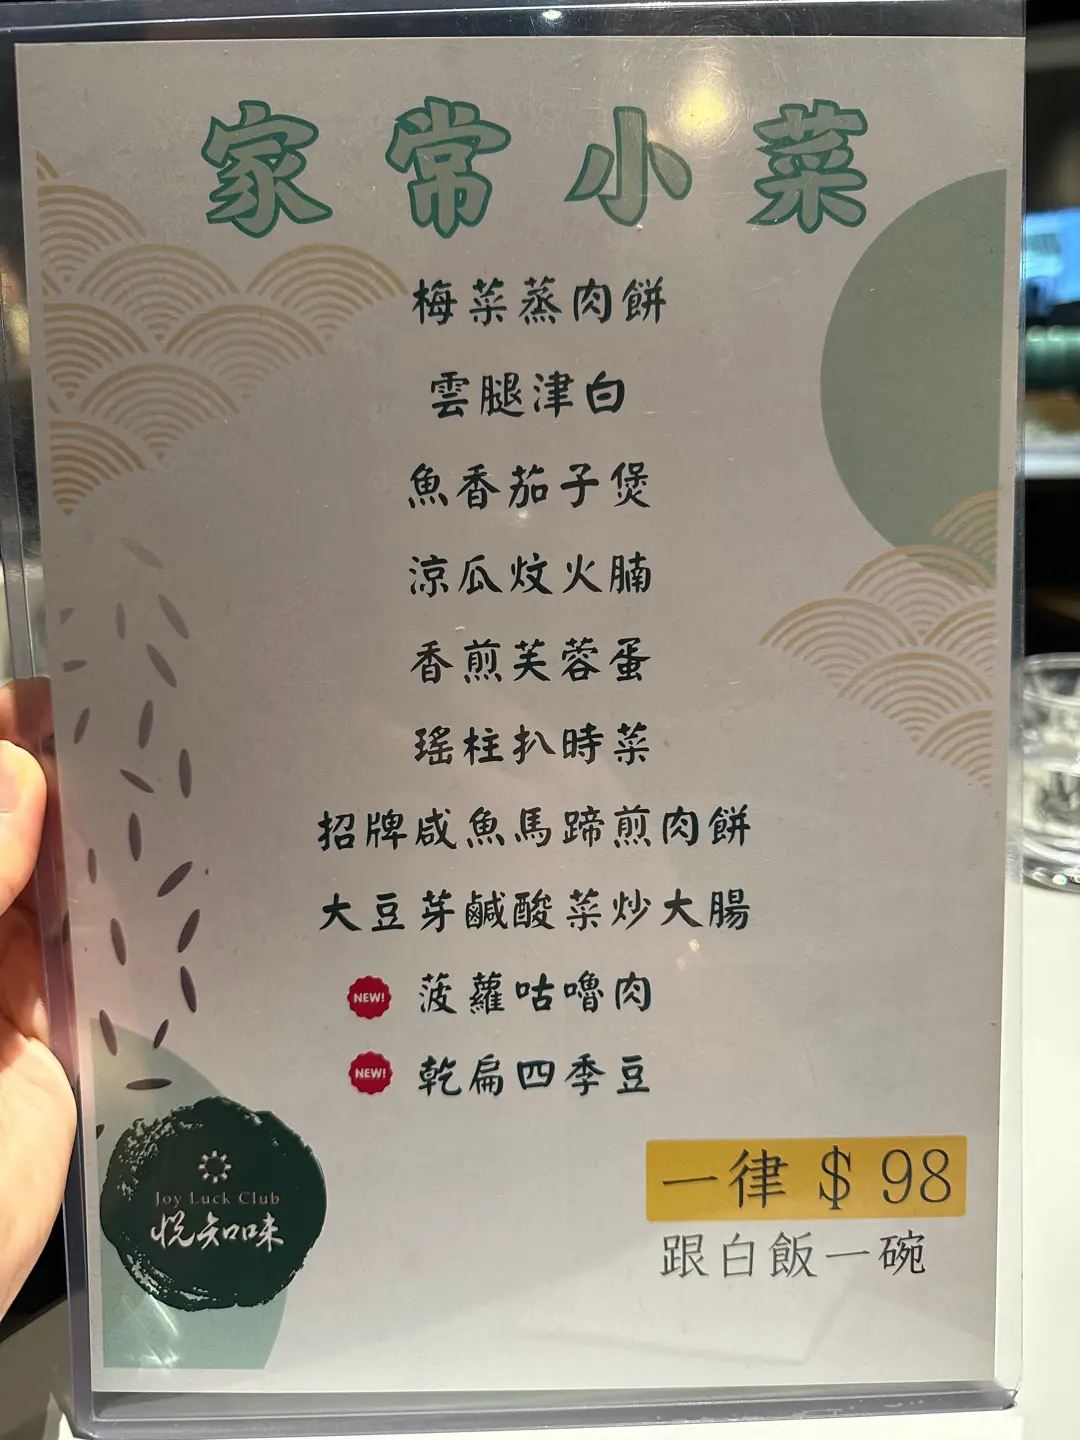 家常小菜
梅菜蒸肉餅
雲腿津白
魚香茄子煲
涼瓜炆火腩
香煎芙蓉蛋
瑤柱扒時菜
招牌咸魚馬蹄煎肉餅
大豆芽鹹酸菜炒大腸
NEW! 菠蘿咕嚕肉
NEW! 乾扁四季豆
一律 $ 98
跟白飯一碗
Joy Luck Club
悦知味